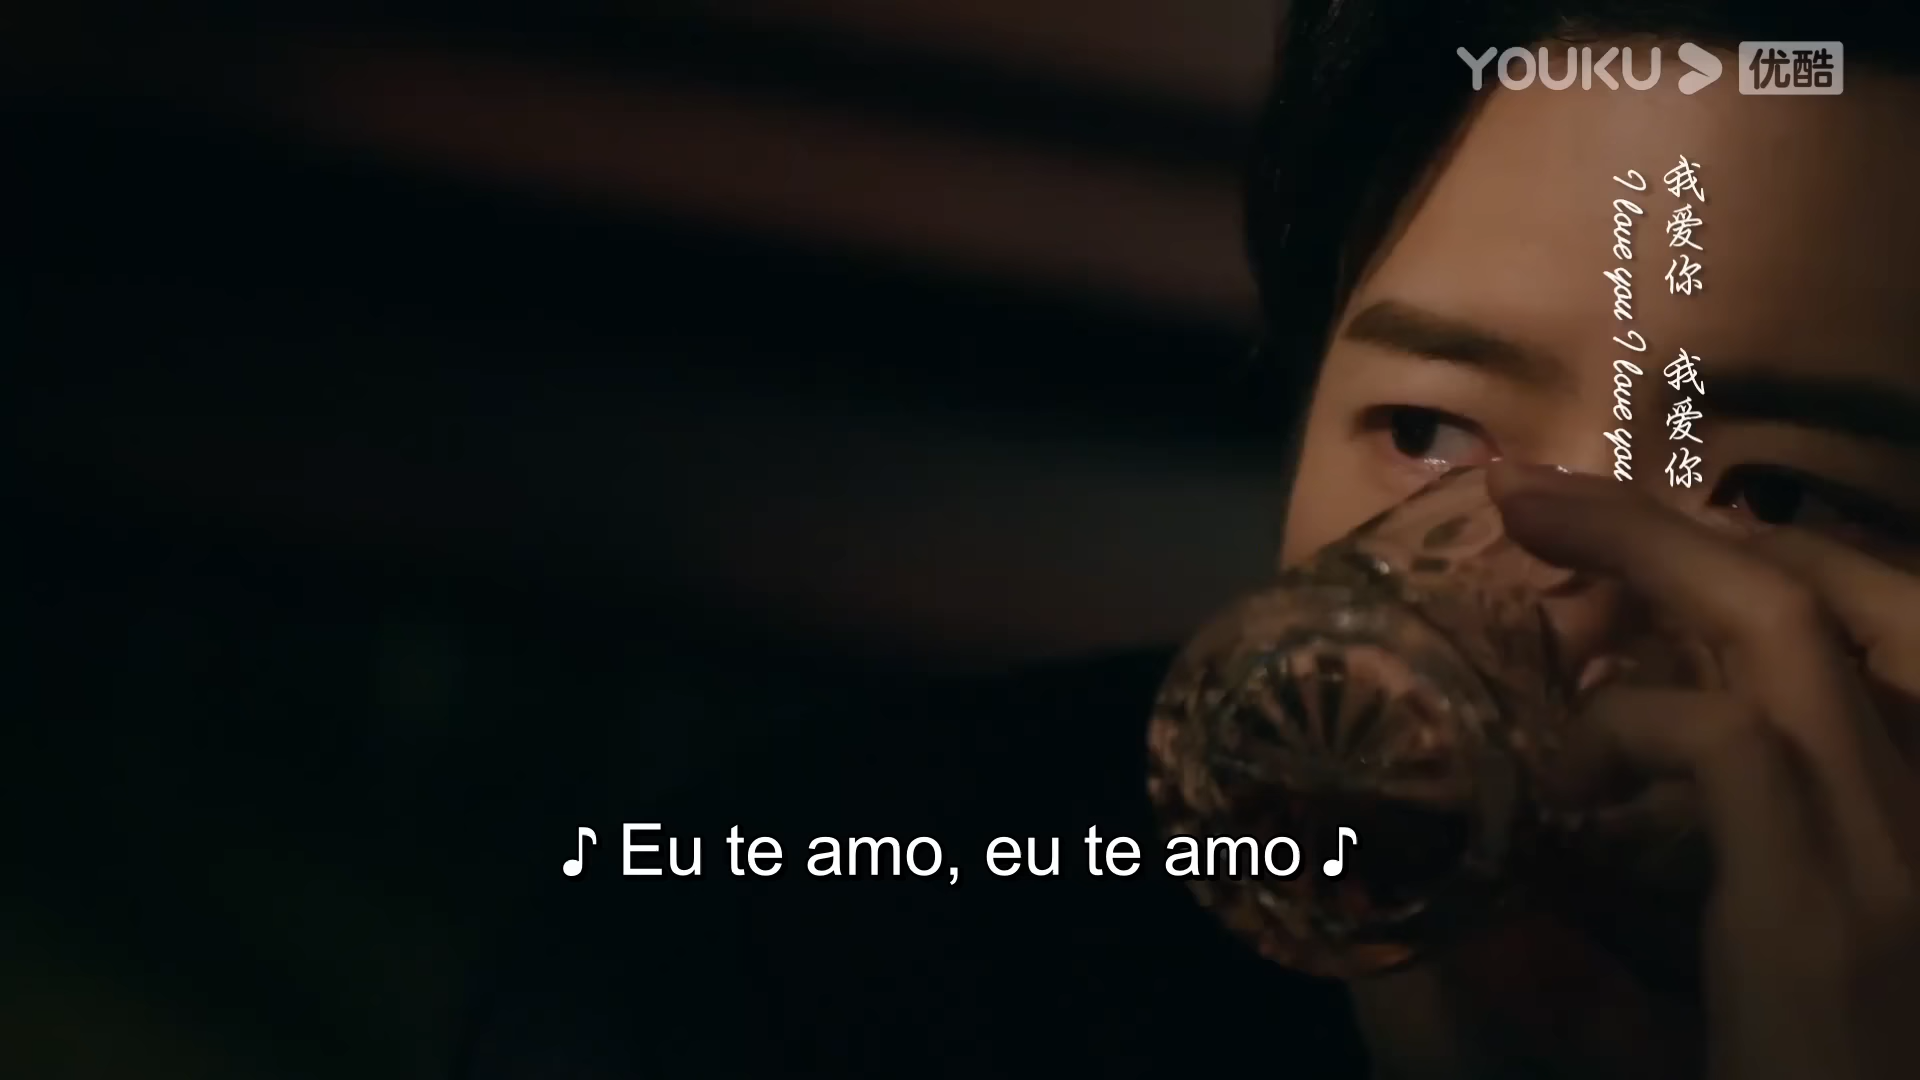 YOUKU 优酷
我爱你 我爱你
I love you I love you
♪ Eu te amo, eu te amo ♪